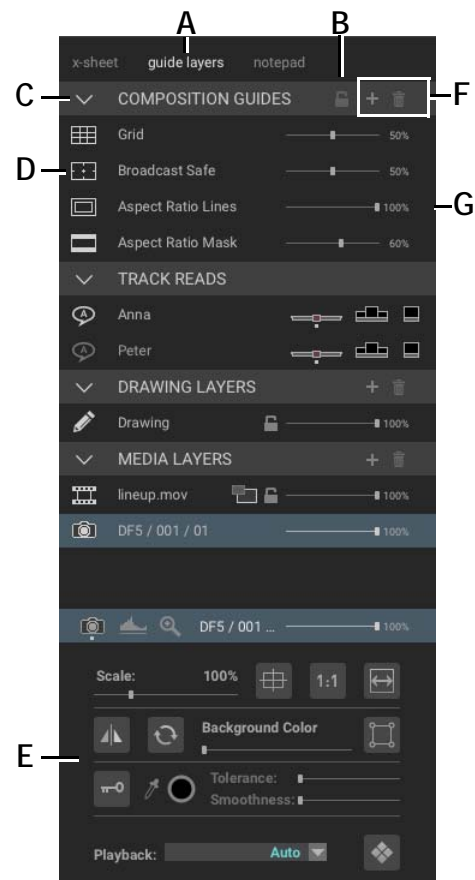 A
B
x-sheet guide layers notepad
C COMPOSITION GUIDES + F
Grid 50%
D Broadcast Safe 50%
Aspect Ratio Lines 100% G
Aspect Ratio Mask 60%
TRACK READS
A Anna
A Peter
DRAWING LAYERS +
Drawing 100%
MEDIA LAYERS +
lineup.mov 100%
DF5 / 001 / 01 100%
DF5 / 001 ... 100%
Scale: 100% 1:1
E Background Color
Tolerance:
Smoothness:
Playback: Auto